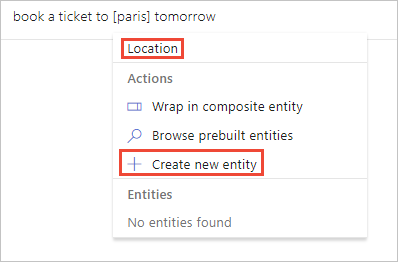 book a ticket to [paris] tomorrow
Location
Actions
Wrap in composite entity
Browse prebuilt entities
Create new entity
Entities
No entities found